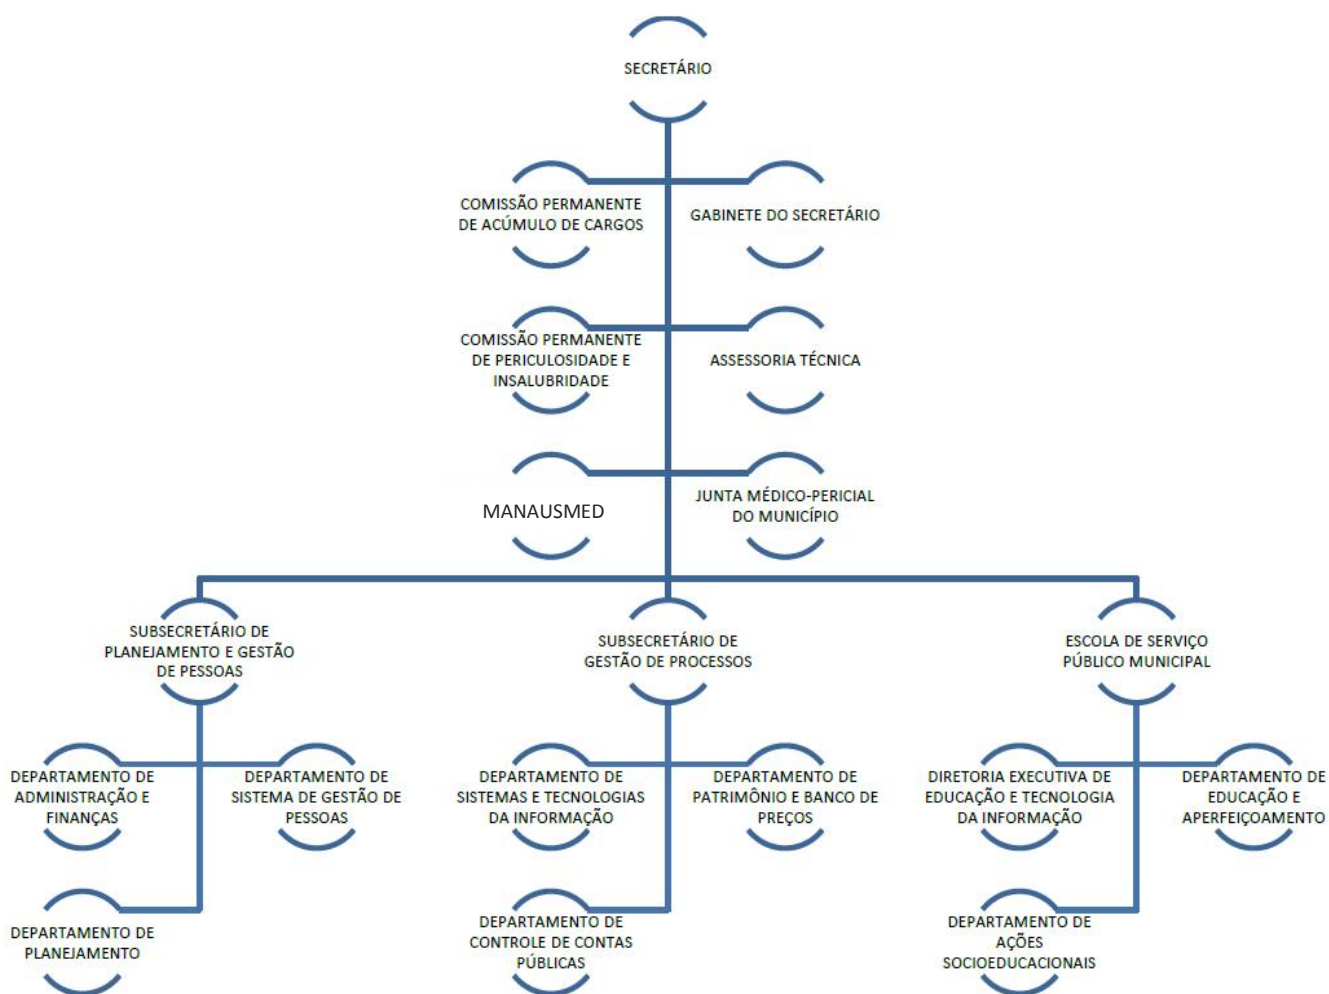 SECRETÁRIO
COMISSÃO PERMANENTE
DE ACÚMULO DE CARGOS
GABINETE DO SECRETÁRIO
COMISSÃO PERMANENTE
DE PERICULOSIDADE E
INSALUBRIDADE
ASSESSORIA TÉCNICA
MANAUSMED
JUNTA MÉDICO-PERICIAL
DO MUNICÍPIO
SUBSECRETÁRIO DE
PLANEJAMENTO E GESTÃO
DE PESSOAS
SUBSECRETÁRIO DE
GESTÃO DE PROCESSOS
ESCOLA DE SERVIÇO
PÚBLICO MUNICIPAL
DEPARTAMENTO DE
ADMINISTRAÇÃO E
FINANÇAS
DEPARTAMENTO DE
SISTEMA DE GESTÃO DE
PESSOAS
DEPARTAMENTO DE
SISTEMAS E TECNOLOGIAS
DA INFORMAÇÃO
DEPARTAMENTO DE
PATRIMÔNIO E BANCO DE
PREÇOS
DIRETORIA EXECUTIVA DE
EDUCAÇÃO E TECNOLOGIA
DA INFORMAÇÃO
DEPARTAMENTO DE
EDUCAÇÃO E
APERFEIÇOAMENTO
DEPARTAMENTO DE
PLANEJAMENTO
DEPARTAMENTO DE
CONTROLE DE CONTAS
PÚBLICAS
DEPARTAMENTO DE
AÇÕES
SOCIOEDUCACIONAIS